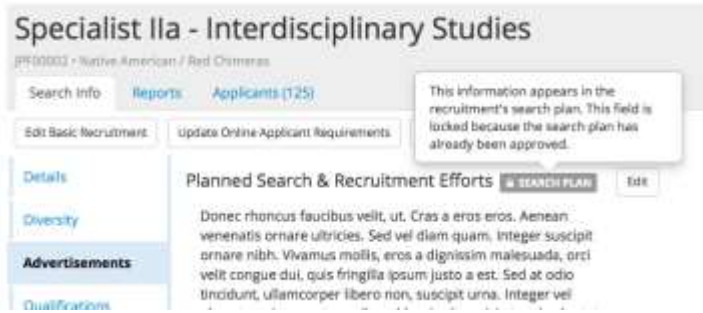 Specialist IIa - Interdisciplinary Studies
JPF00002 • Native American / Red Chimeras
Search Info Reports Applicants (125)
This information appears in the
recruitment's search plan. This field is
locked because the search plan has
already been approved.
Edit Basic Recruitment Update Online Applicant Requirements
Details
Diversity
Advertisements
Qualifications
Planned Search & Recruitment Efforts SEARCH PLAN Edit
Donec rhoncus faucibus velit, ut. Cras a eros eros. Aenean
venenatis ornare ultricies. Sed vel diam quam. Integer suscipit
ornare nibh. Vivamus mollis, eros a dignissim malesuada, orci
velit congue dui, quis fringilla ipsum justo a est. Sed at odio
tincidunt, ullamcorper libero non, suscipit urna. Integer vel